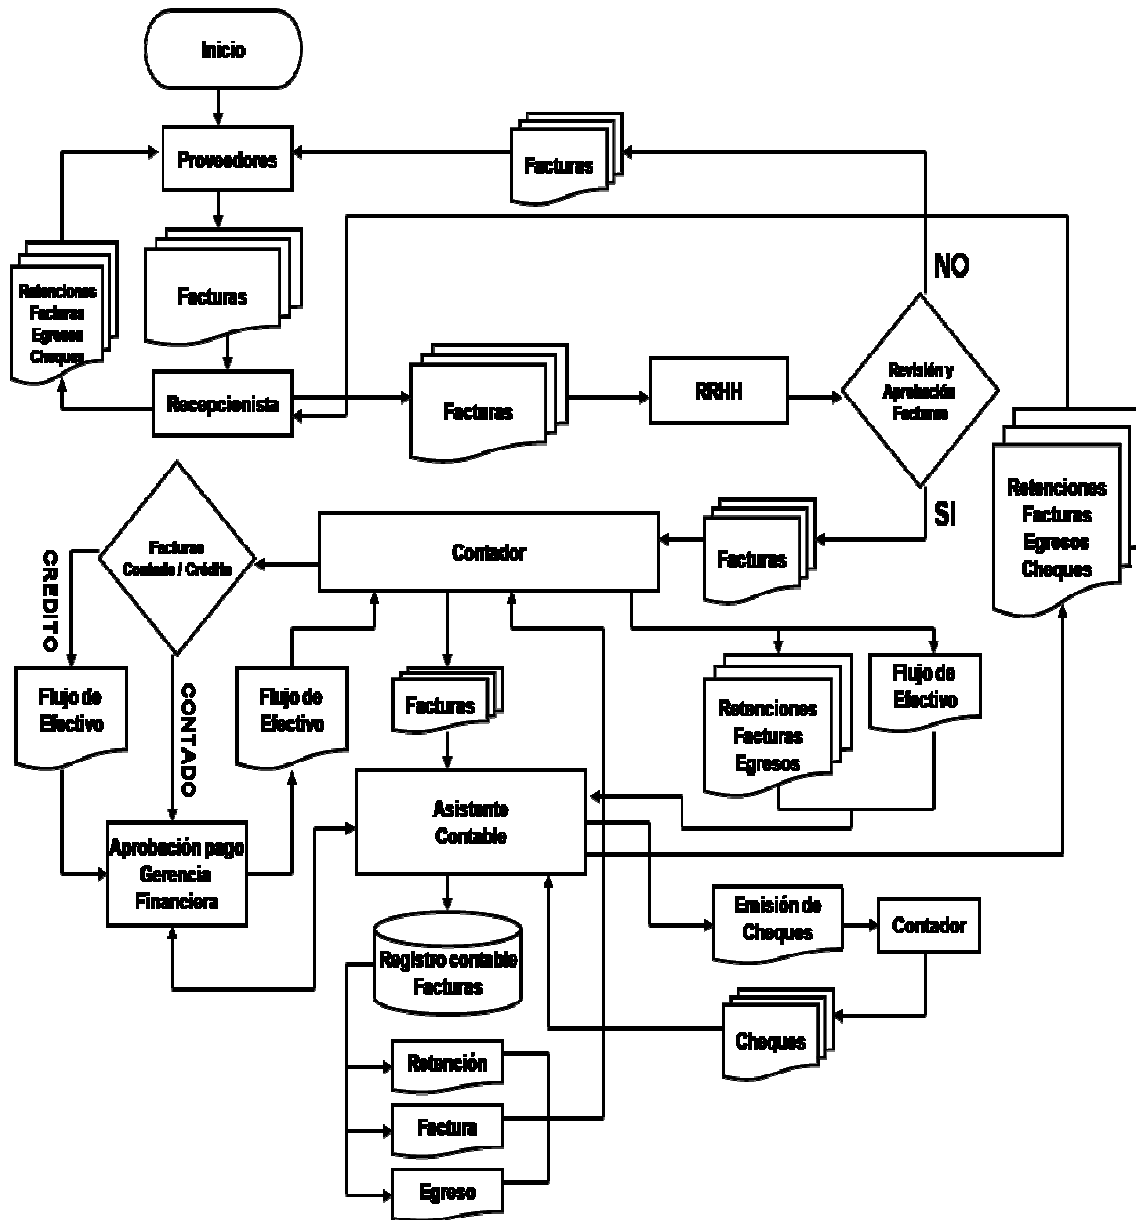 Inicio
Proveedores
Facturas
NO
Retenciones
Facturas
Egresos
Cheques
Facturas
Recepcionista
Facturas
RRHH
Revisión y
Aprobación
Facturas
SI
Retenciones
Facturas
Egresos
Cheques
Facturas
Contado / Crédito
Contador
Facturas
CREDITO
CONTADO
Flujo de
Efectivo
Flujo de
Efectivo
Facturas
Retenciones
Facturas
Egresos
Flujo de
Efectivo
Asistente
Contable
Aprobación pago
Gerencia
Financiera
Emisión de
Cheques
Contador
Registro contable
Facturas
Cheques
Retención
Factura
Egreso